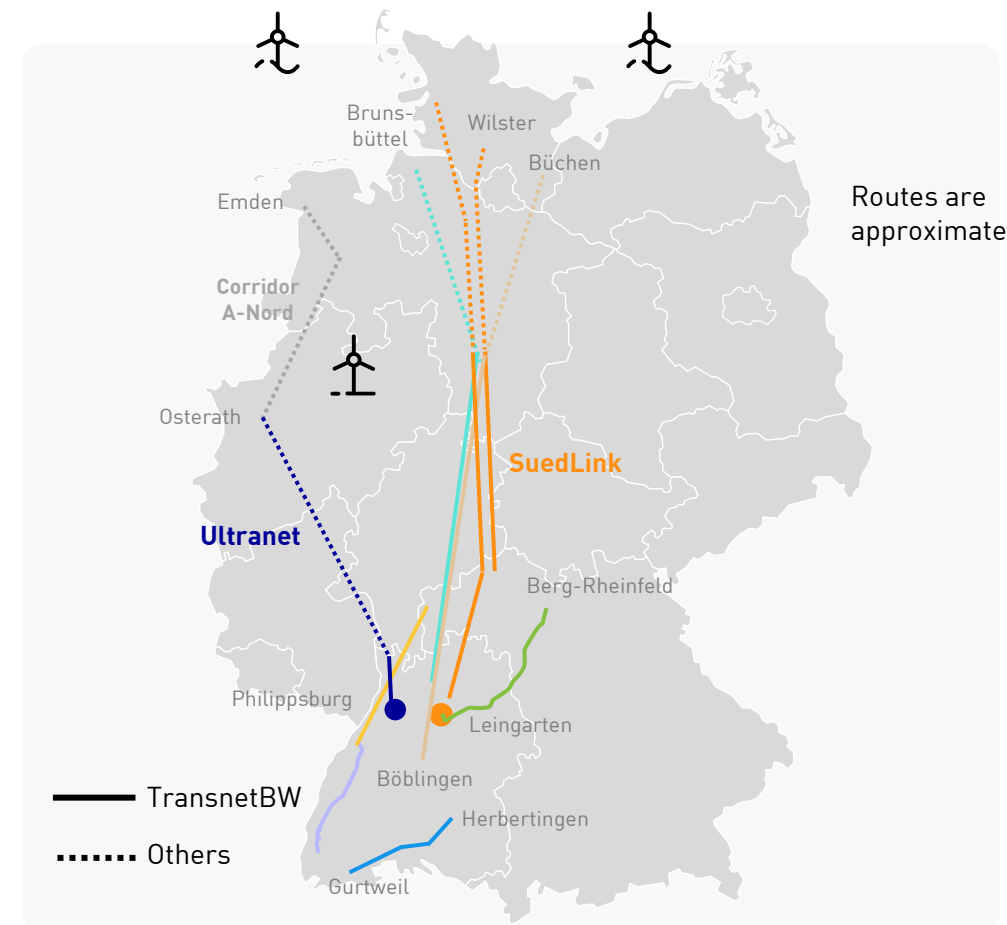 Bruns-
büttel
Wilster
Büchen
Emden
Routes are
approximate
Corridor
A-Nord
Osterath
SuedLink
Ultranet
Berg-Rheinfeld
Philippsburg
Leingarten
Böblingen
TransnetBW
Herbertingen
Others
Gurtweil